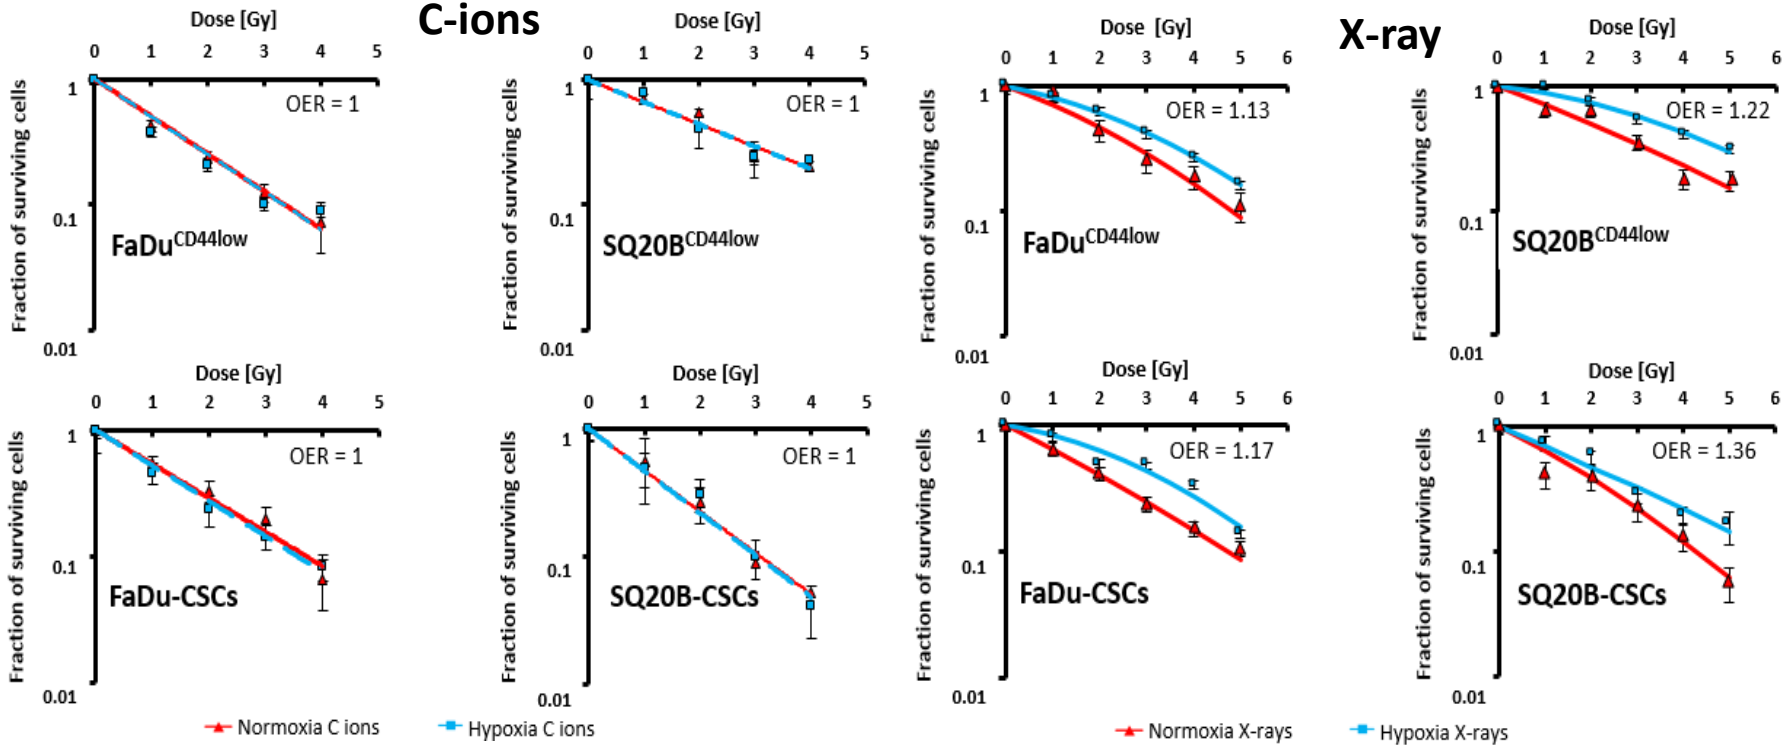 C-ions
X-ray
Dose [Gy]
0 1 2 3 4 5
1
0.1
0.01
Fraction of surviving cells
OER = 1
FaDuCD44low
Dose [Gy]
0 1 2 3 4 5
1
0.1
0.01
Fraction of surviving cells
OER = 1
SQ20BCD44low
Dose [Gy]
0 1 2 3 4 5 6
1
0.1
0.01
Fraction of surviving cells
OER = 1.13
FaDuCD44low
Dose [Gy]
0 1 2 3 4 5 6
1
0.1
0.01
Fraction of surviving cells
OER = 1.22
SQ20BCD44low
Dose [Gy]
0 1 2 3 4 5
1
0.1
0.01
Fraction of surviving cells
OER = 1
FaDu-CSCs
Dose [Gy]
0 1 2 3 4 5
1
0.1
0.01
Fraction of surviving cells
OER = 1
SQ20B-CSCs
Dose [Gy]
0 1 2 3 4 5 6
1
0.1
0.01
Fraction of surviving cells
OER = 1.17
FaDu-CSCs
Dose [Gy]
0 1 2 3 4 5 6
1
0.1
0.01
Fraction of surviving cells
OER = 1.36
SQ20B-CSCs
Normoxia C ions
Hypoxia C ions
Normoxia X-rays
Hypoxia X-rays